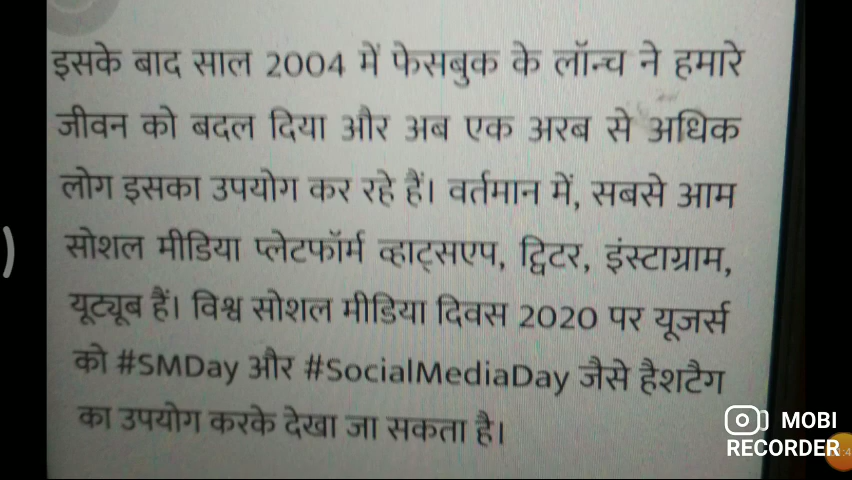 इसके बाद साल 2004 में फेसबुक के लॉन्च ने हमारे
जीवन को बदल दिया और अब एक अरब से अधिक
लोग इसका उपयोग कर रहे हैं। वर्तमान में, सबसे आम
सोशल मीडिया प्लेटफॉर्म व्हाट्सएप, ट्विटर, इंस्टाग्राम,
यूट्यूब हैं। विश्व सोशल मीडिया दिवस 2020 पर यूजर्स
को #SMDay और #SocialMediaDay जैसे हैशटैग
का उपयोग करके देखा जा सकता है।
MOBI
RECORDER